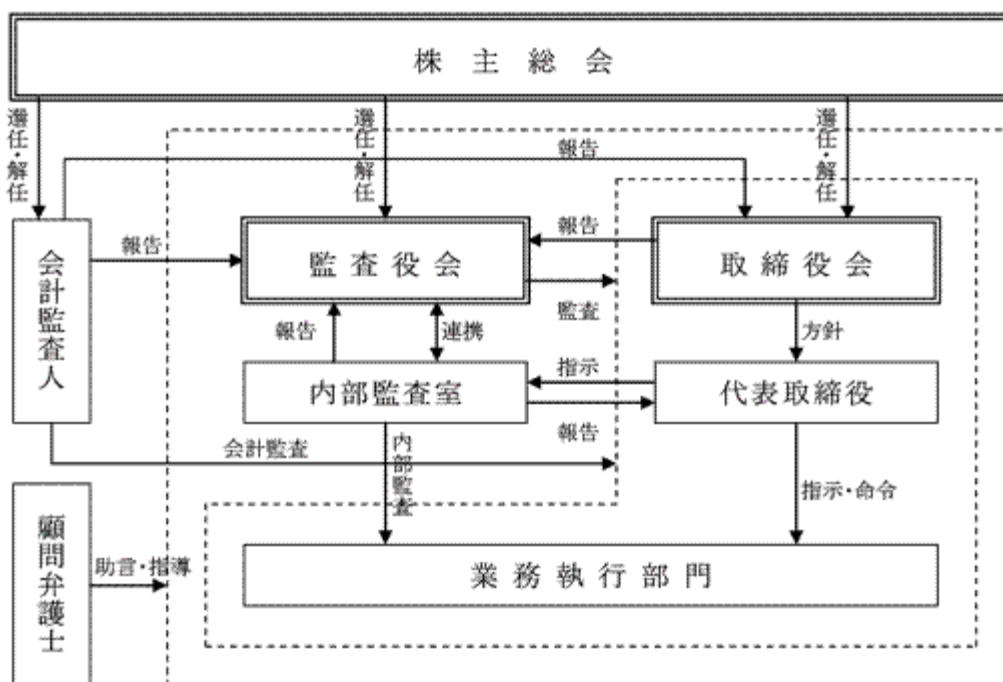 株主総会
選任・解任
選任・解任
選任・解任
報告
会計監査人
報告
監査役会
報告
取締役会
監査
報告
連携
方針
内部監査室
指示
代表取締役
報告
会計監査
内部監査
指示・命令
顧問弁護士
助言・指導
業務執行部門